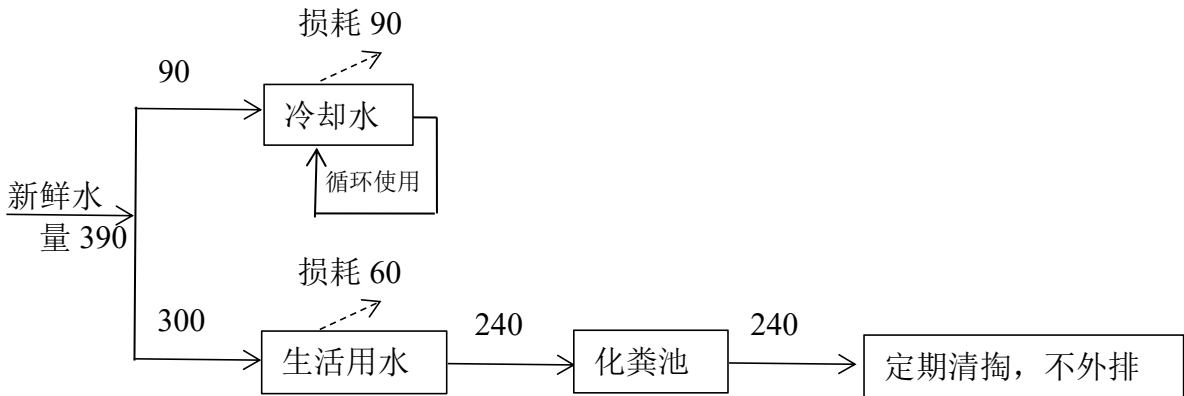 损耗 90
90
冷却水
循环使用
新鲜水
量 390
损耗 60
300
生活用水
240
化粪池
240
定期清掏，不外排